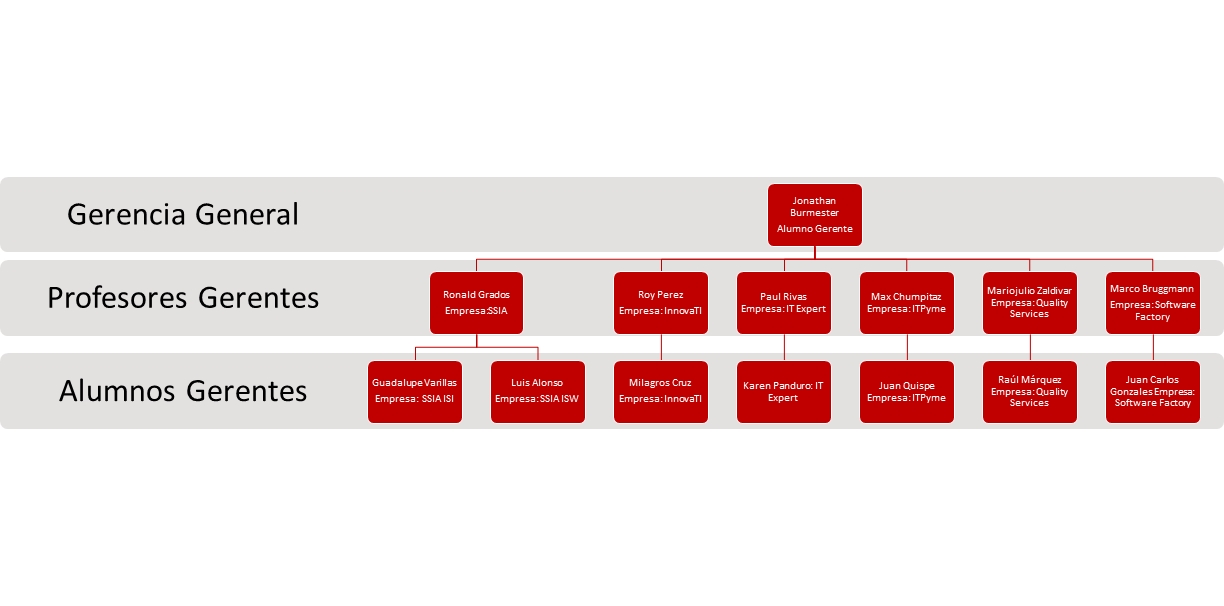 Gerencia General
Jonathan
Burmester
Alumno Gerente
Profesores Gerentes
Ronald Grados
Empresa:SSIA
Roy Perez
Empresa: InnovaTI
Paul Rivas
Empresa: IT Expert
Max Chumpitaz
Empresa: ITPyme
Mariojulio Zaldivar
Empresa: Quality
Services
Marco Bruggmann
Empresa: Software
Factory
Alumnos Gerentes
Guadalupe Varillas
Empresa: SSIA ISI
Luis Alonso
Empresa: SSIA ISW
Milagros Cruz
Empresa: InnovaTI
Karen Panduro: IT
Expert
Juan Quispe
Empresa: ITPyme
Raúl Márquez
Empresa: Quality
Services
Juan Carlos
Gonzales Empresa:
Software Factory